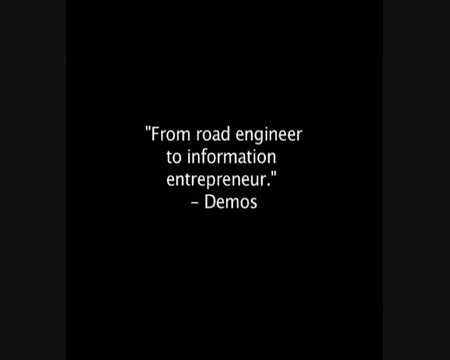 "From road engineer
to information
entrepreneur."
– Demos